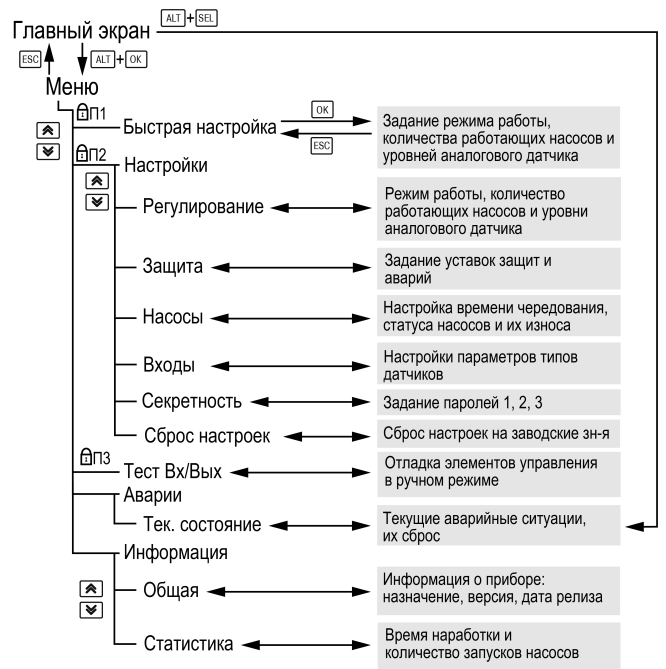 ALT + SEL
Главный экран
ESC ALT + OK
Меню
П1
OK
Быстрая настройка
ESC
Задание режима работы,
количества работающих насосов и
уровней аналогового датчика
П2
Настройки
Регулирование
Режим работы, количество
работающих насосов и уровни
аналогового датчика
Защита
Задание уставок защит и
аварий
Насосы
Настройка времени чередования,
статуса насосов и их износа
Входы
Настройки параметров типов
датчиков
Секретность
Задание паролей 1, 2, 3
Сброс настроек
Сброс настроек на заводские зн-я
П3
Тест Вх/Вых
Отладка элементов управления
в ручном режиме
Аварии
Тек. состояние
Текущие аварийные ситуации,
их сброс
Информация
Общая
Информация о приборе:
назначение, версия, дата релиза
Статистика
Время наработки и
количество запусков насосов